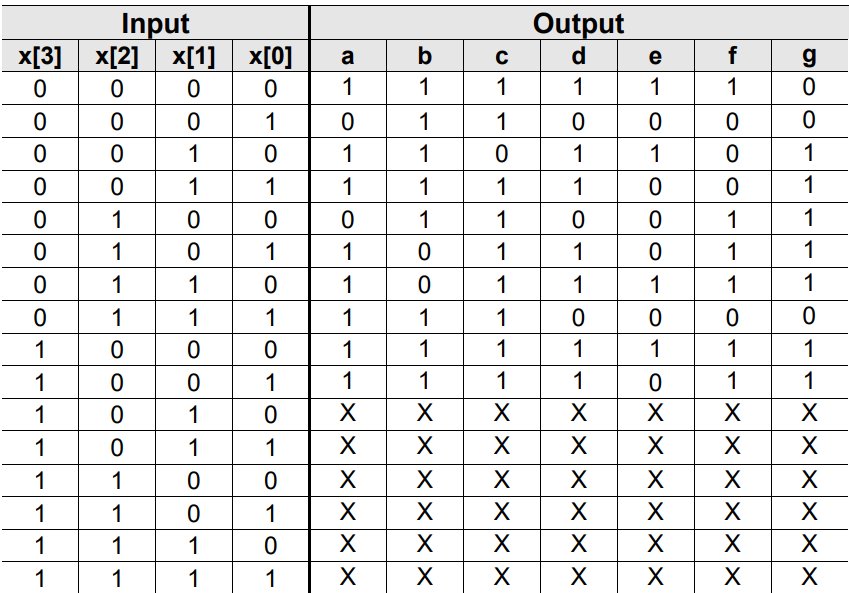 Input Output
x[3] x[2] x[1] x[0] a b c d e f g
0 0 0 0 1 1 1 1 1 1 0
0 0 0 1 0 1 1 0 0 0 0
0 0 1 0 1 1 0 1 1 0 1
0 0 1 1 1 1 1 1 0 0 1
0 1 0 0 0 1 1 0 0 1 1
0 1 0 1 1 0 1 1 0 1 1
0 1 1 0 1 0 1 1 1 1 1
0 1 1 1 1 1 1 0 0 0 0
1 0 0 0 1 1 1 1 1 1 1
1 0 0 1 1 1 1 1 0 1 1
1 0 1 0 X X X X X X X
1 0 1 1 X X X X X X X
1 1 0 0 X X X X X X X
1 1 0 1 X X X X X X X
1 1 1 0 X X X X X X X
1 1 1 1 X X X X X X X